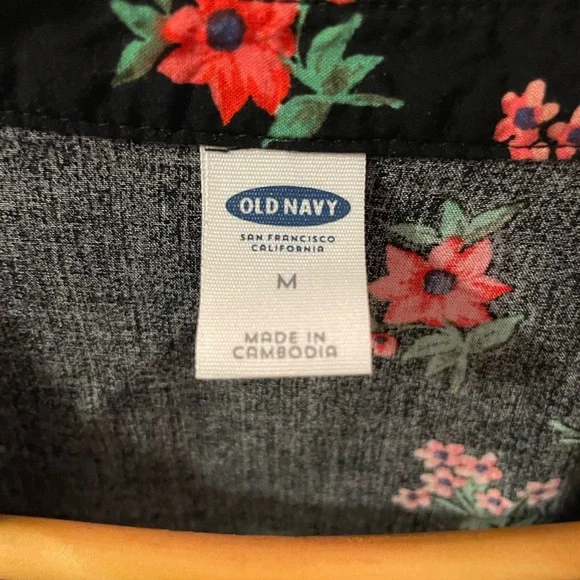 OLD NAVY
SAN FRANCISCO
CALIFORNIA
M
MADE IN
CAMBODIA